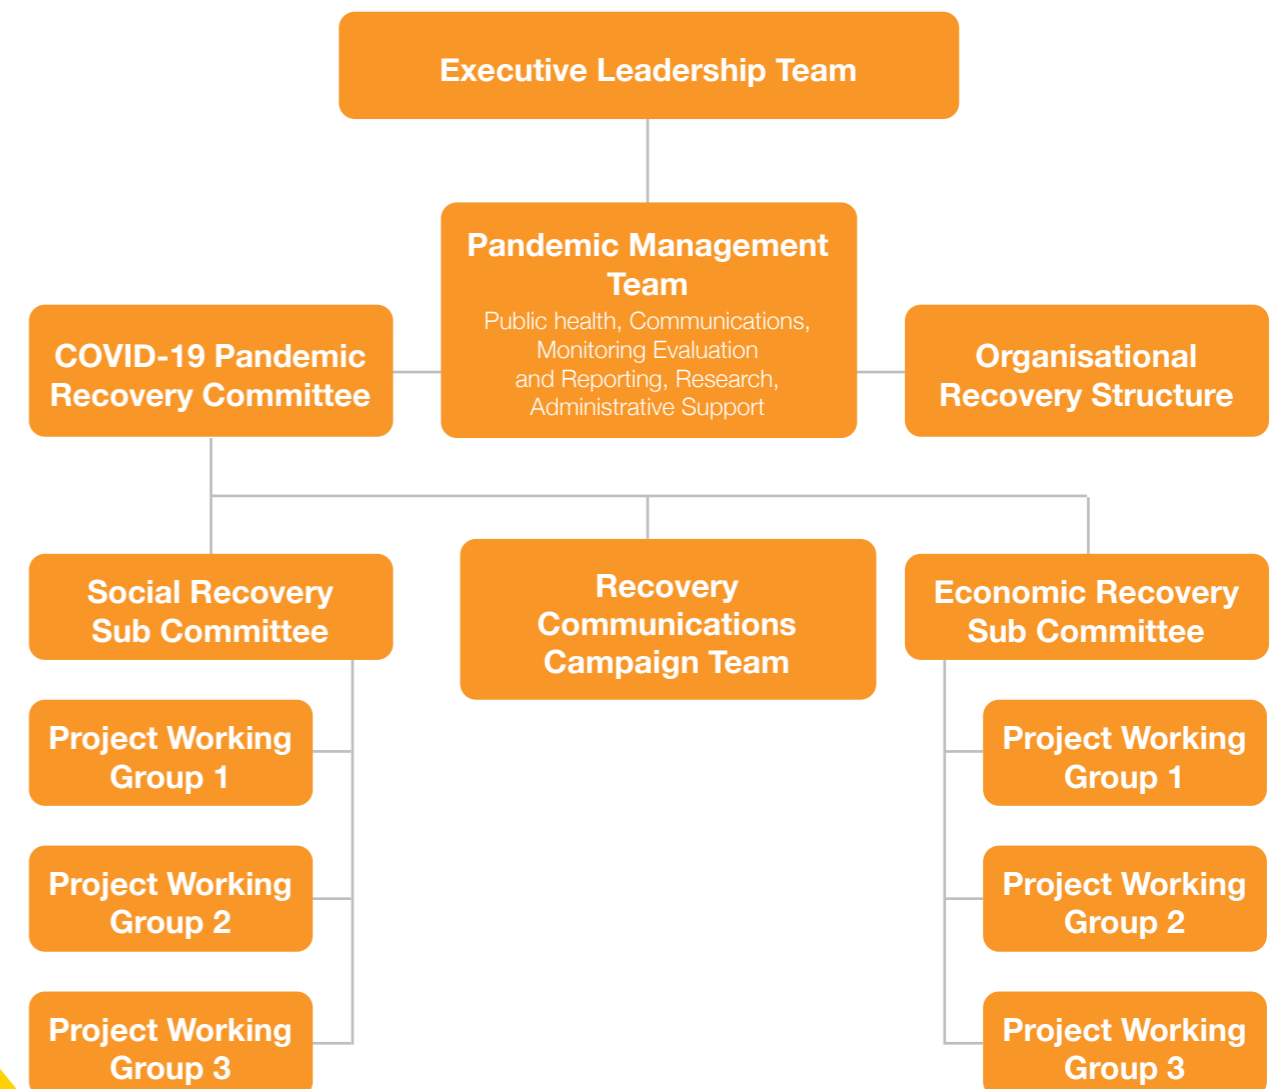 Executive Leadership Team
Pandemic Management
Team
Public health, Communications,
Monitoring Evaluation
and Reporting, Research,
Administrative Support
COVID-19 Pandemic
Recovery Committee
Organisational
Recovery Structure
Social Recovery
Sub Committee
Recovery
Communications
Campaign Team
Economic Recovery
Sub Committee
Project Working
Group 1
Project Working
Group 2
Project Working
Group 3
Project Working
Group 1
Project Working
Group 2
Project Working
Group 3